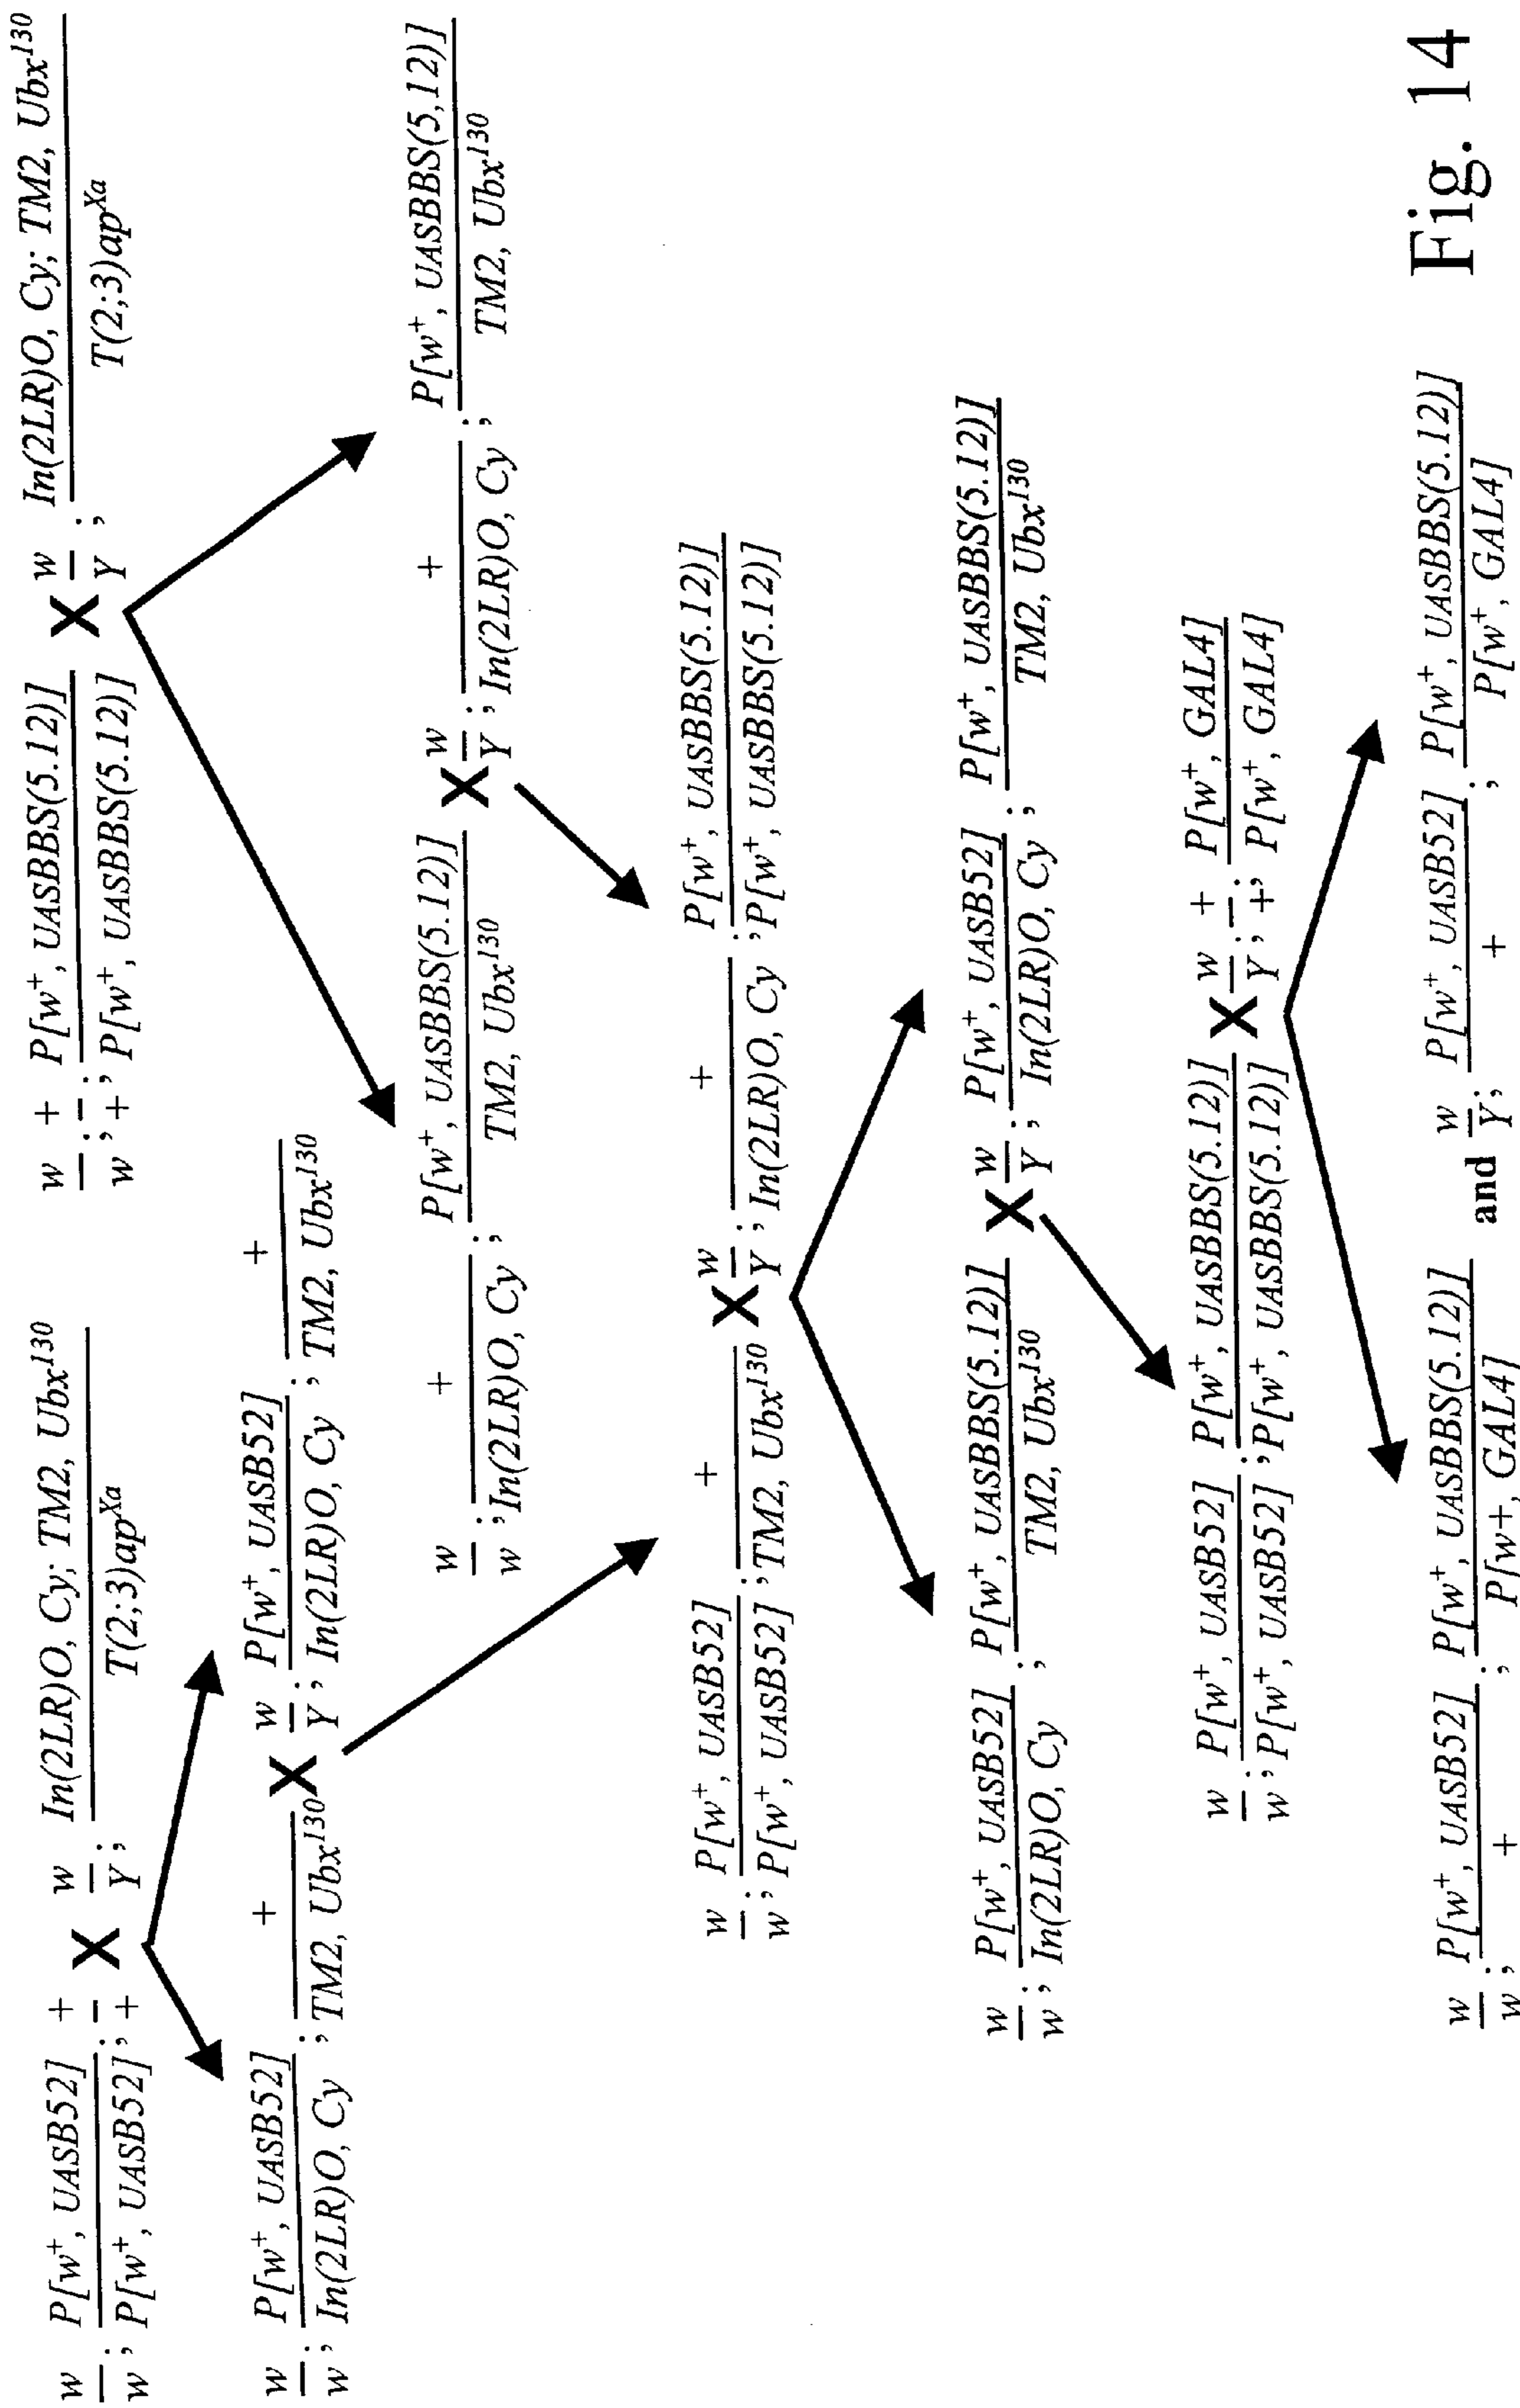 w P[w⁺, UASB52] + X w In(2LR)O, Cy; TM2, Ubx¹³⁰
w; P[w⁺, UASB52]; + Y; T(2;3)ap^Xa
w + P[w⁺, UASBBS(5.12)] X w In(2LR)O, Cy; TM2, Ubx¹³⁰
w; +; P[w⁺, UASBBS(5.12)] Y; T(2;3)ap^Xa
w P[w⁺, UASB52] + X w P[w⁺, UASB52] +
w; In(2LR)O, Cy; TM2, Ubx¹³⁰ Y; In(2LR)O, Cy; TM2, Ubx¹³⁰
w + P[w⁺, UASBBS(5.12)] X w + P[w⁺, UASBBS(5,12)]
w; In(2LR)O, Cy; TM2, Ubx¹³⁰ Y; In(2LR)O, Cy; TM2, Ubx¹³⁰
w P[w⁺, UASB52] + X w + P[w⁺, UASBBS(5.12)]
w; P[w⁺, UASB52]; TM2, Ubx¹³⁰ Y; In(2LR)O, Cy; P[w⁺, UASBBS(5.12)]
w P[w⁺, UASB52] P[w⁺, UASBBS(5.12)] X w P[w⁺, UASB52] P[w⁺, UASBBS(5.12)]
w; In(2LR)O, Cy; TM2, Ubx¹³⁰ Y; In(2LR)O, Cy; TM2, Ubx¹³⁰
w P[w⁺, UASB52] P[w⁺, UASBBS(5.12)] X w + P[w⁺, GAL4]
w; P[w⁺, UASB52]; P[w⁺, UASBBS(5.12)] Y; +; P[w⁺, GAL4]
w P[w⁺, UASB52] P[w⁺, UASBBS(5.12)] and w P[w⁺, UASB52] P[w⁺, UASBBS(5.12)]
w; +; P[w+, GAL4] Y; +; P[w⁺, GAL4]
Fig. 14